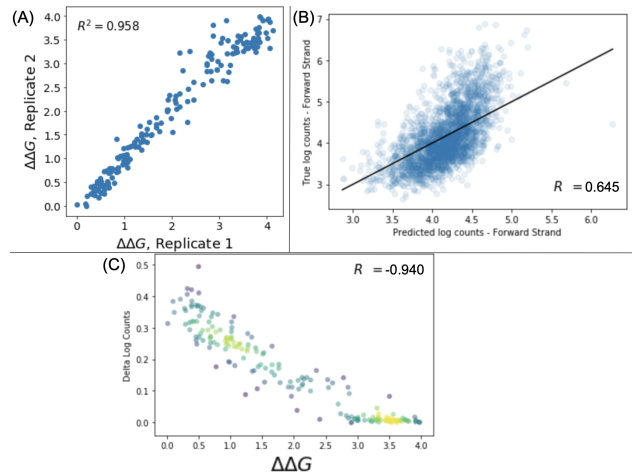 (A)
R² = 0.958
ΔΔG, Replicate 2
4.0
3.5
3.0
2.5
2.0
1.5
1.0
0.5
0.0
0 1 2 3 4
ΔΔG, Replicate 1
(B)
True log counts - Forward Strand
7
6
5
4
3
R =0.645
3.0 3.5 4.0 4.5 5.0 5.5 6.0
Predicted log counts - Forward Strand
(C)
R =-0.940
Delta Log Counts
0.5
0.4
0.3
0.2
0.1
0.0
0.0 0.5 1.0 1.5 2.0 2.5 3.0 3.5 4.0
ΔΔG